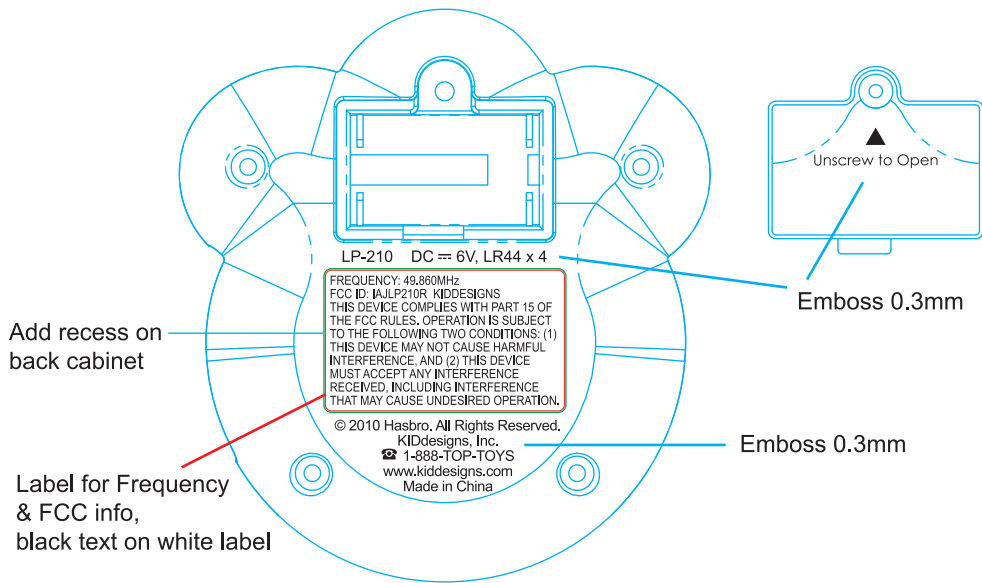 Unscrew to Open
LP-210 DC ⎓ 6V, LR44 x 4
Emboss 0.3mm
FREQUENCY: 49.860MHz
FCC ID: IAJLP210R KIDDESIGNS
THIS DEVICE COMPLIES WITH PART 15 OF
THE FCC RULES. OPERATION IS SUBJECT
TO THE FOLLOWING TWO CONDITIONS: (1)
THIS DEVICE MAY NOT CAUSE HARMFUL
INTERFERENCE, AND (2) THIS DEVICE
MUST ACCEPT ANY INTERFERENCE
RECEIVED, INCLUDING INTERFERENCE
THAT MAY CAUSE UNDESIRED OPERATION.
Add recess on
back cabinet
© 2010 Hasbro. All Rights Reserved.
KIDdesigns, Inc.
☎ 1-888-TOP-TOYS
www.kiddesigns.com
Made in China
Emboss 0.3mm
Label for Frequency
& FCC info,
black text on white label